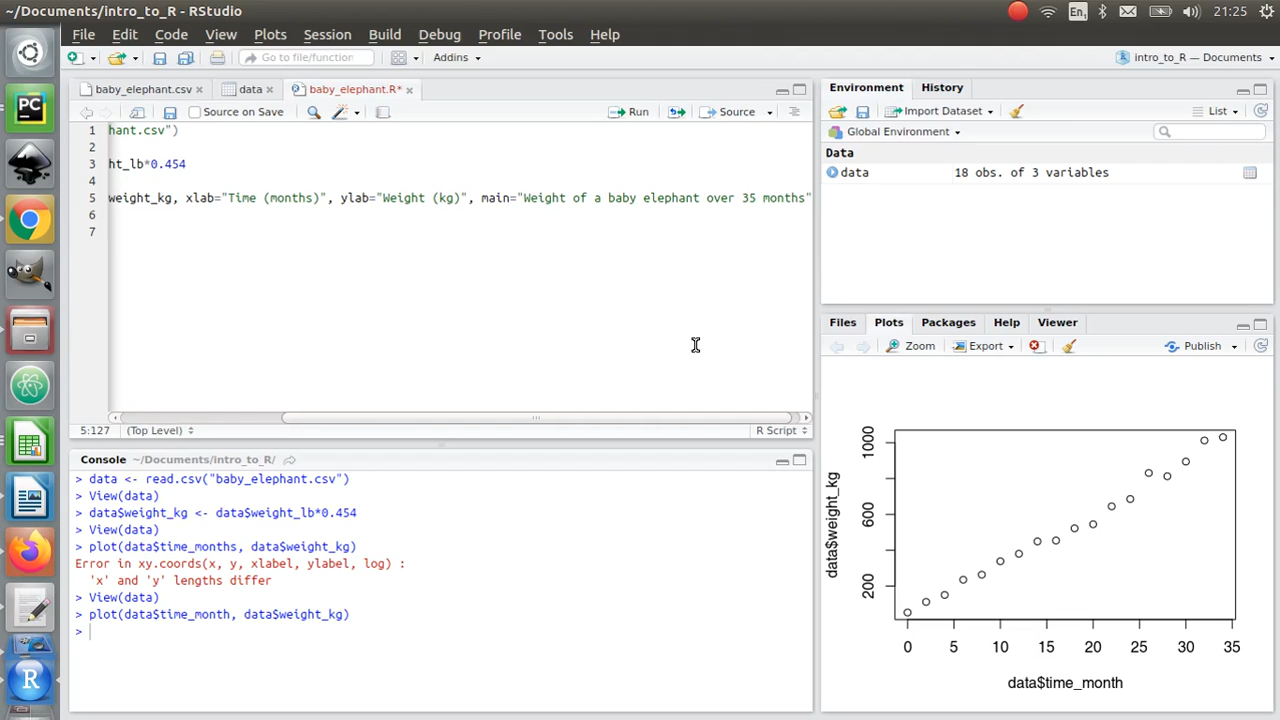 ~/Documents/intro_to_R - RStudio
En1
21:25
File Edit Code View Plots Session Build Debug Profile Tools Help
Go to file/function
Addins
intro_to_R — Documents
baby_elephant.csv
data
baby_elephant.R*
Source on Save
Run
Source
1 hant.csv")
2
3 ht_lb*0.454
4
5 weight_kg, xlab="Time (months)", ylab="Weight (kg)", main="Weight of a baby elephant over 35 months"
6
7
5:127
(Top Level)
R Script
Console ~/Documents/intro_to_R/
> data <- read.csv("baby_elephant.csv")
> View(data)
> data$weight_kg <- data$weight_lb*0.454
> View(data)
> plot(data$time_months, data$weight_kg)
Error in xy.coords(x, y, xlabel, ylabel, log) :
'x' and 'y' lengths differ
> View(data)
> plot(data$time_month, data$weight_kg)
>
Environment History
Import Dataset
List
Global Environment
Data
data 18 obs. of 3 variables
Files Plots Packages Help Viewer
Zoom
Export
Publish
data$weight_kg
200 600 1000
0 5 10 15 20 25 30 35
data$time_month
PC
R